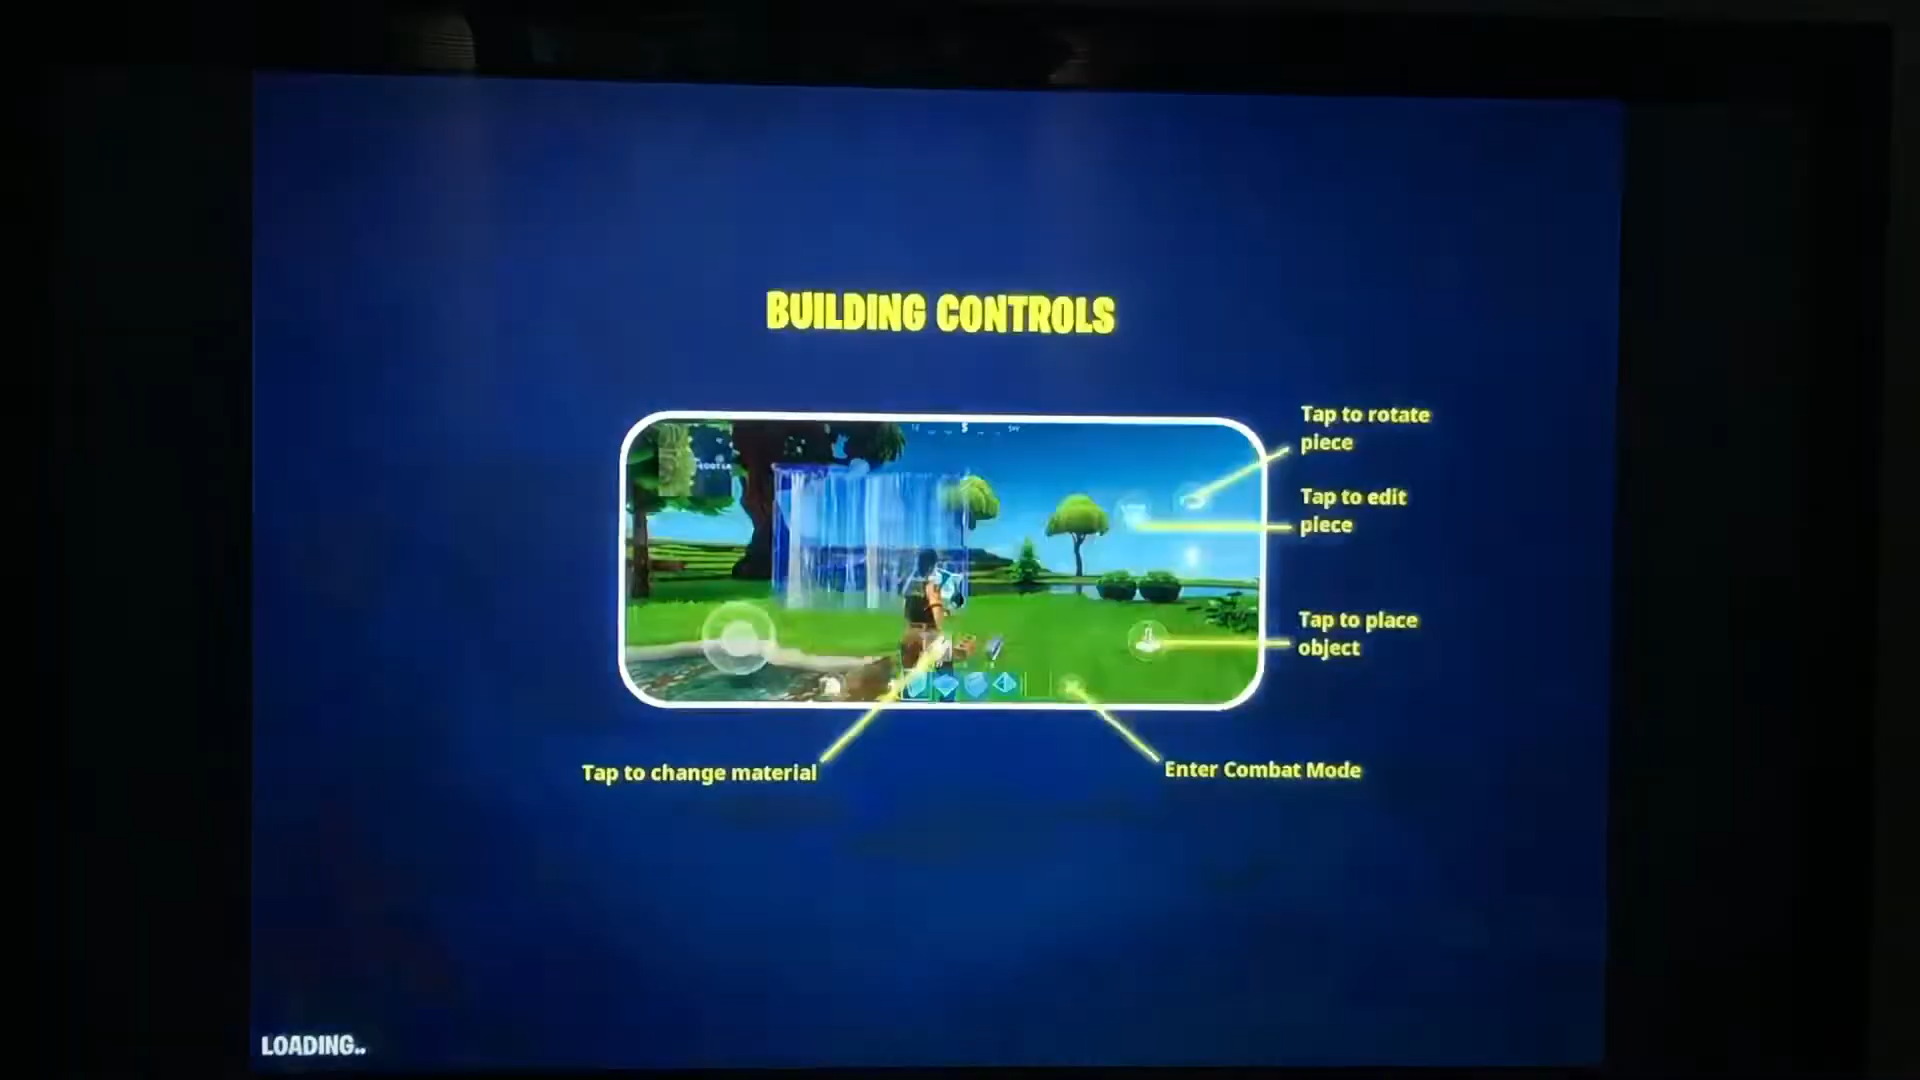 BUILDING CONTROLS
Tap to rotate
piece
Tap to edit
piece
Tap to place
object
Tap to change material
Enter Combat Mode
LOADING..